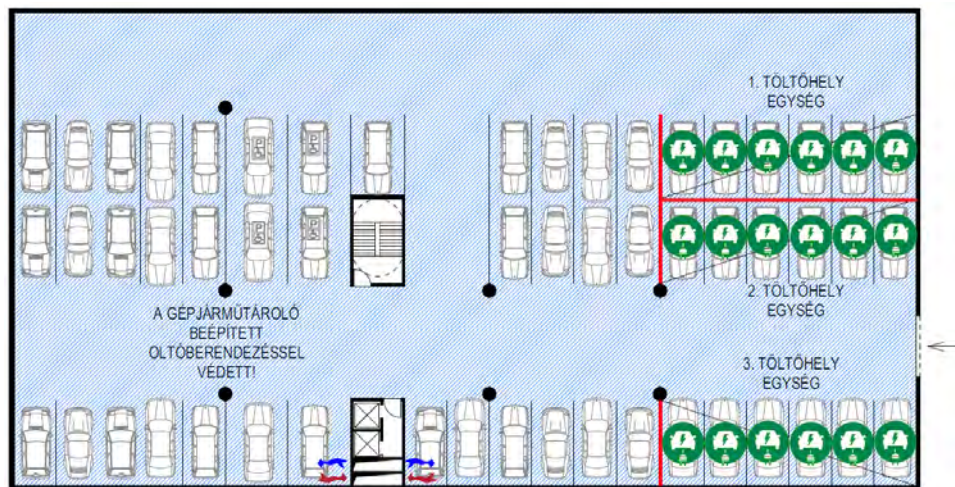 1. TÖLTŐHELY
EGYSÉG
2. TÖLTŐHELY
EGYSÉG
A GÉPJÁRMŰTÁROLÓ
BEÉPÍTETT
OLTÓBERENDEZÉSSEL
VÉDETT!
3. TÖLTŐHELY
EGYSÉG